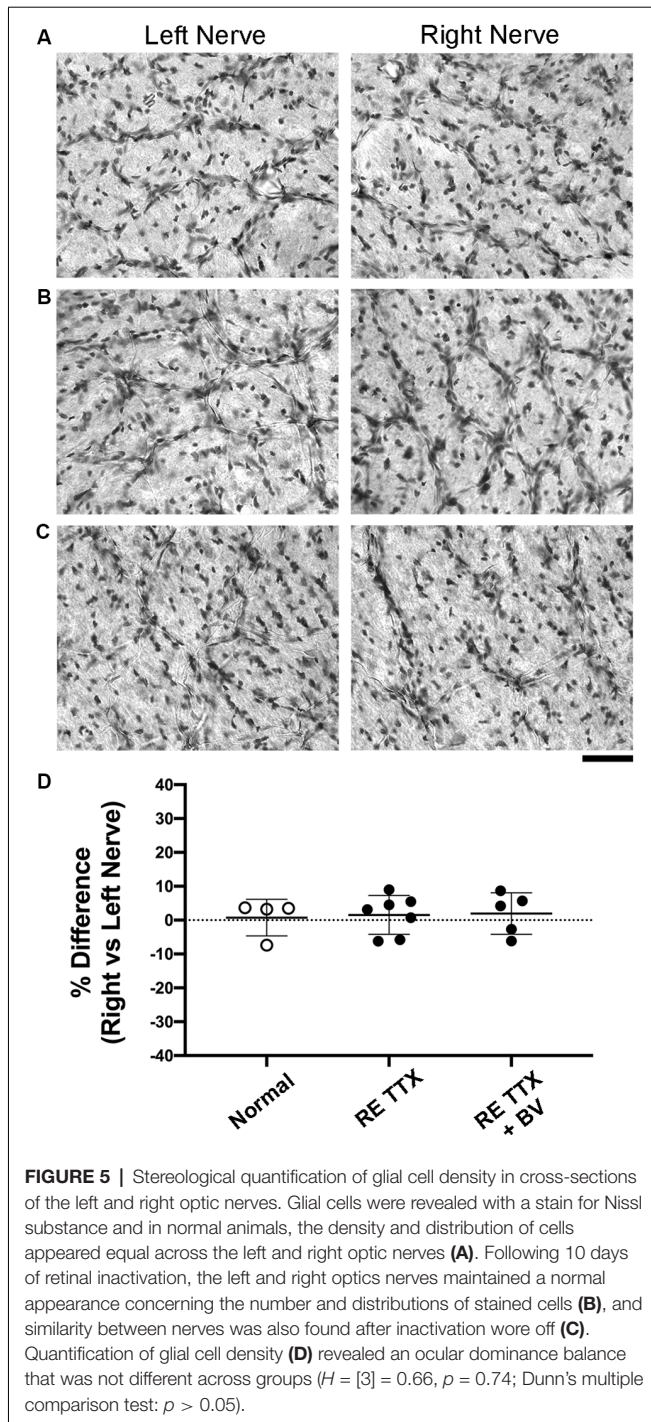 Left Nerve Right Nerve
A
B
C
D
40
30
20
10
0
-10
-20
-30
-40
% Difference
(Right vs Left Nerve)
Normal
RE TTX
RE TTX
+ BV
FIGURE 5 | Stereological quantification of glial cell density in cross-sections
of the left and right optic nerves. Glial cells were revealed with a stain for Nissl
substance and in normal animals, the density and distribution of cells
appeared equal across the left and right optic nerves (A). Following 10 days
of retinal inactivation, the left and right optics nerves maintained a normal
appearance concerning the number and distributions of stained cells (B), and
similarity between nerves was also found after inactivation wore off (C).
Quantification of glial cell density (D) revealed an ocular dominance balance
that was not different across groups (H = [3] = 0.66, p = 0.74; Dunn's multiple
comparison test: p > 0.05).